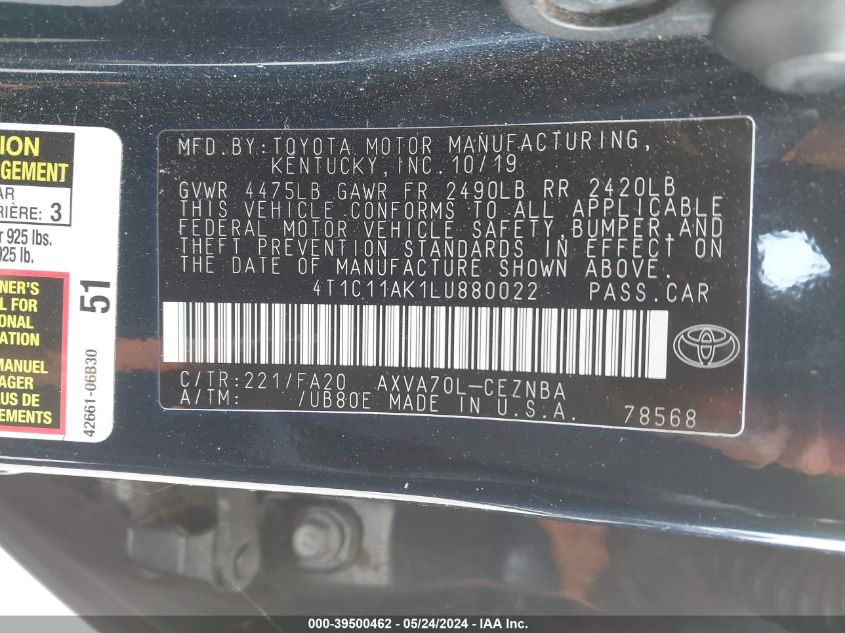 TION
AGEMENT
AR
RIÈRE: 3
r 925 lbs.
925 lb.
NER'S
L FOR
ONAL
ATION
MANUEL
AGER
LUS DE
EMENTS
51
42661-06B30
MFD.BY: TOYOTA MOTOR MANUFACTURING,
KENTUCKY, INC. 10/19
GVWR 4475LB GAWR FR 2490LB RR 2420LB
THIS VEHICLE CONFORMS TO ALL APPLICABLE
FEDERAL MOTOR VEHICLE SAFETY, BUMPER, AND
THEFT PREVENTION STANDARDS IN EFFECT ON
THE DATE OF MANUFACTURE SHOWN ABOVE.
4T1C11AK1LU880022 PASS.CAR
C/TR: 221/FA20 AXVA70L-CEZNBA
A/TM: /UB80E MADE IN U.S.A.
78568
000-39500462 - 05/24/2024 - IAA Inc.